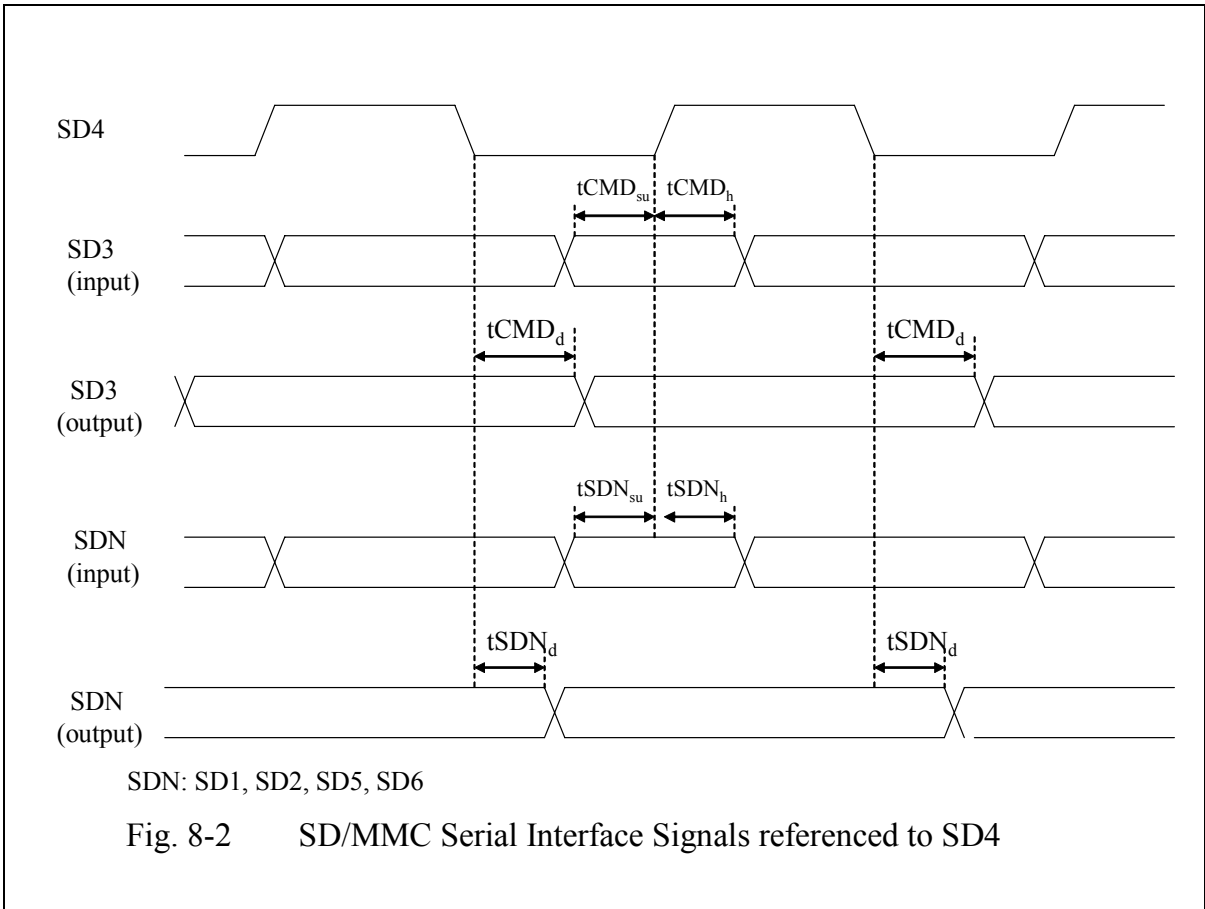 SD4
tCMDsu tCMDh
SD3
(input)
tCMDd tCMDd
SD3
(output)
tSDNsu tSDNh
SDN
(input)
tSDNd tSDNd
SDN
(output)
SDN: SD1, SD2, SD5, SD6
Fig. 8-2 SD/MMC Serial Interface Signals referenced to SD4